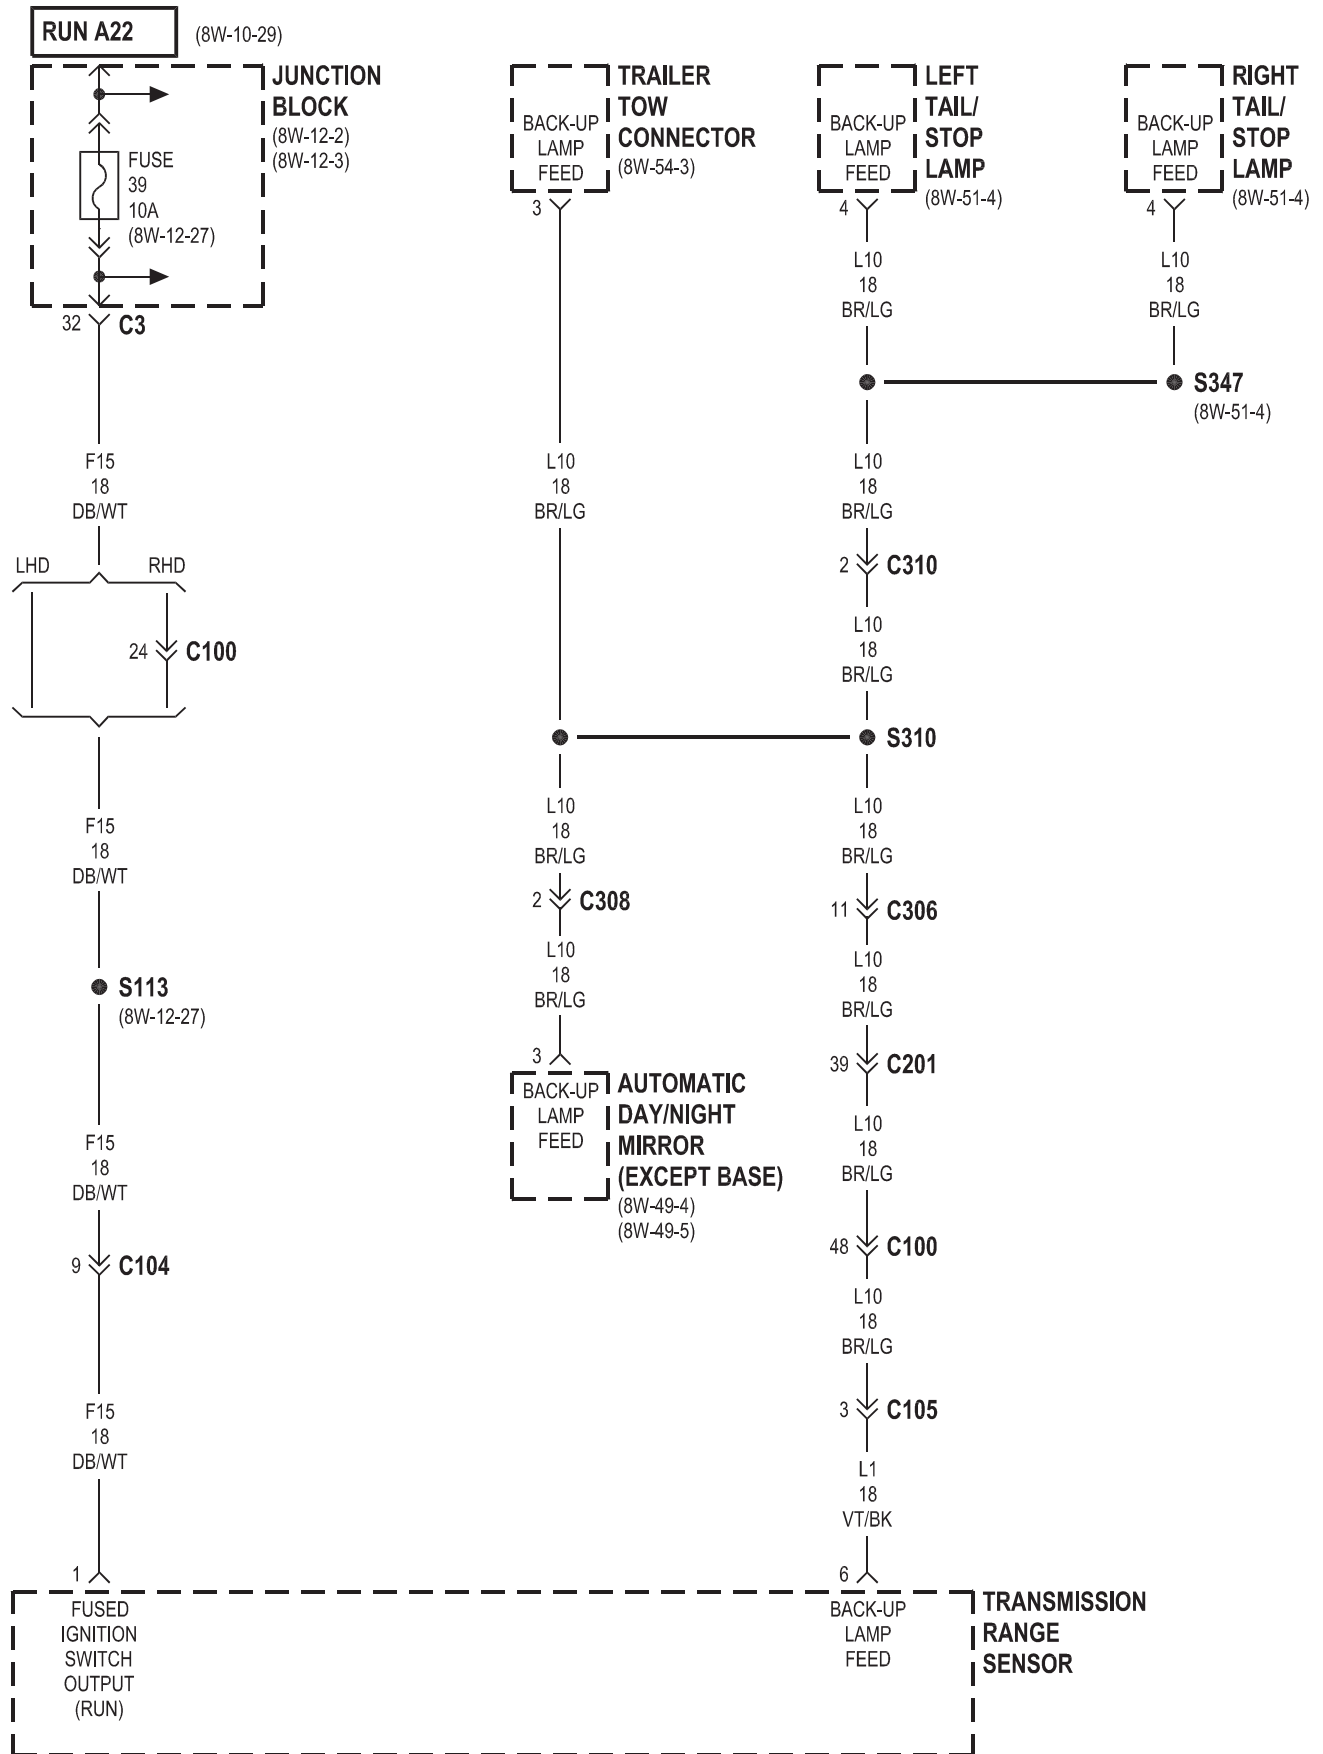 RUN A22
(8W-10-29)
JUNCTION
BLOCK
(8W-12-2)
(8W-12-3)
FUSE
39
10A
(8W-12-27)
32
C3
F15
18
DB/WT
LHD
RHD
24
C100
F15
18
DB/WT
S113
(8W-12-27)
F15
18
DB/WT
9
C104
F15
18
DB/WT
1
FUSED
IGNITION
SWITCH
OUTPUT
(RUN)
BACK-UP
LAMP
FEED
TRAILER
TOW
CONNECTOR
(8W-54-3)
3
L10
18
BR/LG
L10
18
BR/LG
2
C308
L10
18
BR/LG
3
BACK-UP
LAMP
FEED
AUTOMATIC
DAY/NIGHT
MIRROR
(EXCEPT BASE)
(8W-49-4)
(8W-49-5)
BACK-UP
LAMP
FEED
LEFT
TAIL/
STOP
LAMP
(8W-51-4)
4
L10
18
BR/LG
BACK-UP
LAMP
FEED
RIGHT
TAIL/
STOP
LAMP
(8W-51-4)
4
L10
18
BR/LG
S347
(8W-51-4)
L10
18
BR/LG
2
C310
L10
18
BR/LG
S310
L10
18
BR/LG
11
C306
L10
18
BR/LG
39
C201
L10
18
BR/LG
48
C100
L10
18
BR/LG
3
C105
L1
18
VT/BK
6
BACK-UP
LAMP
FEED
TRANSMISSION
RANGE
SENSOR